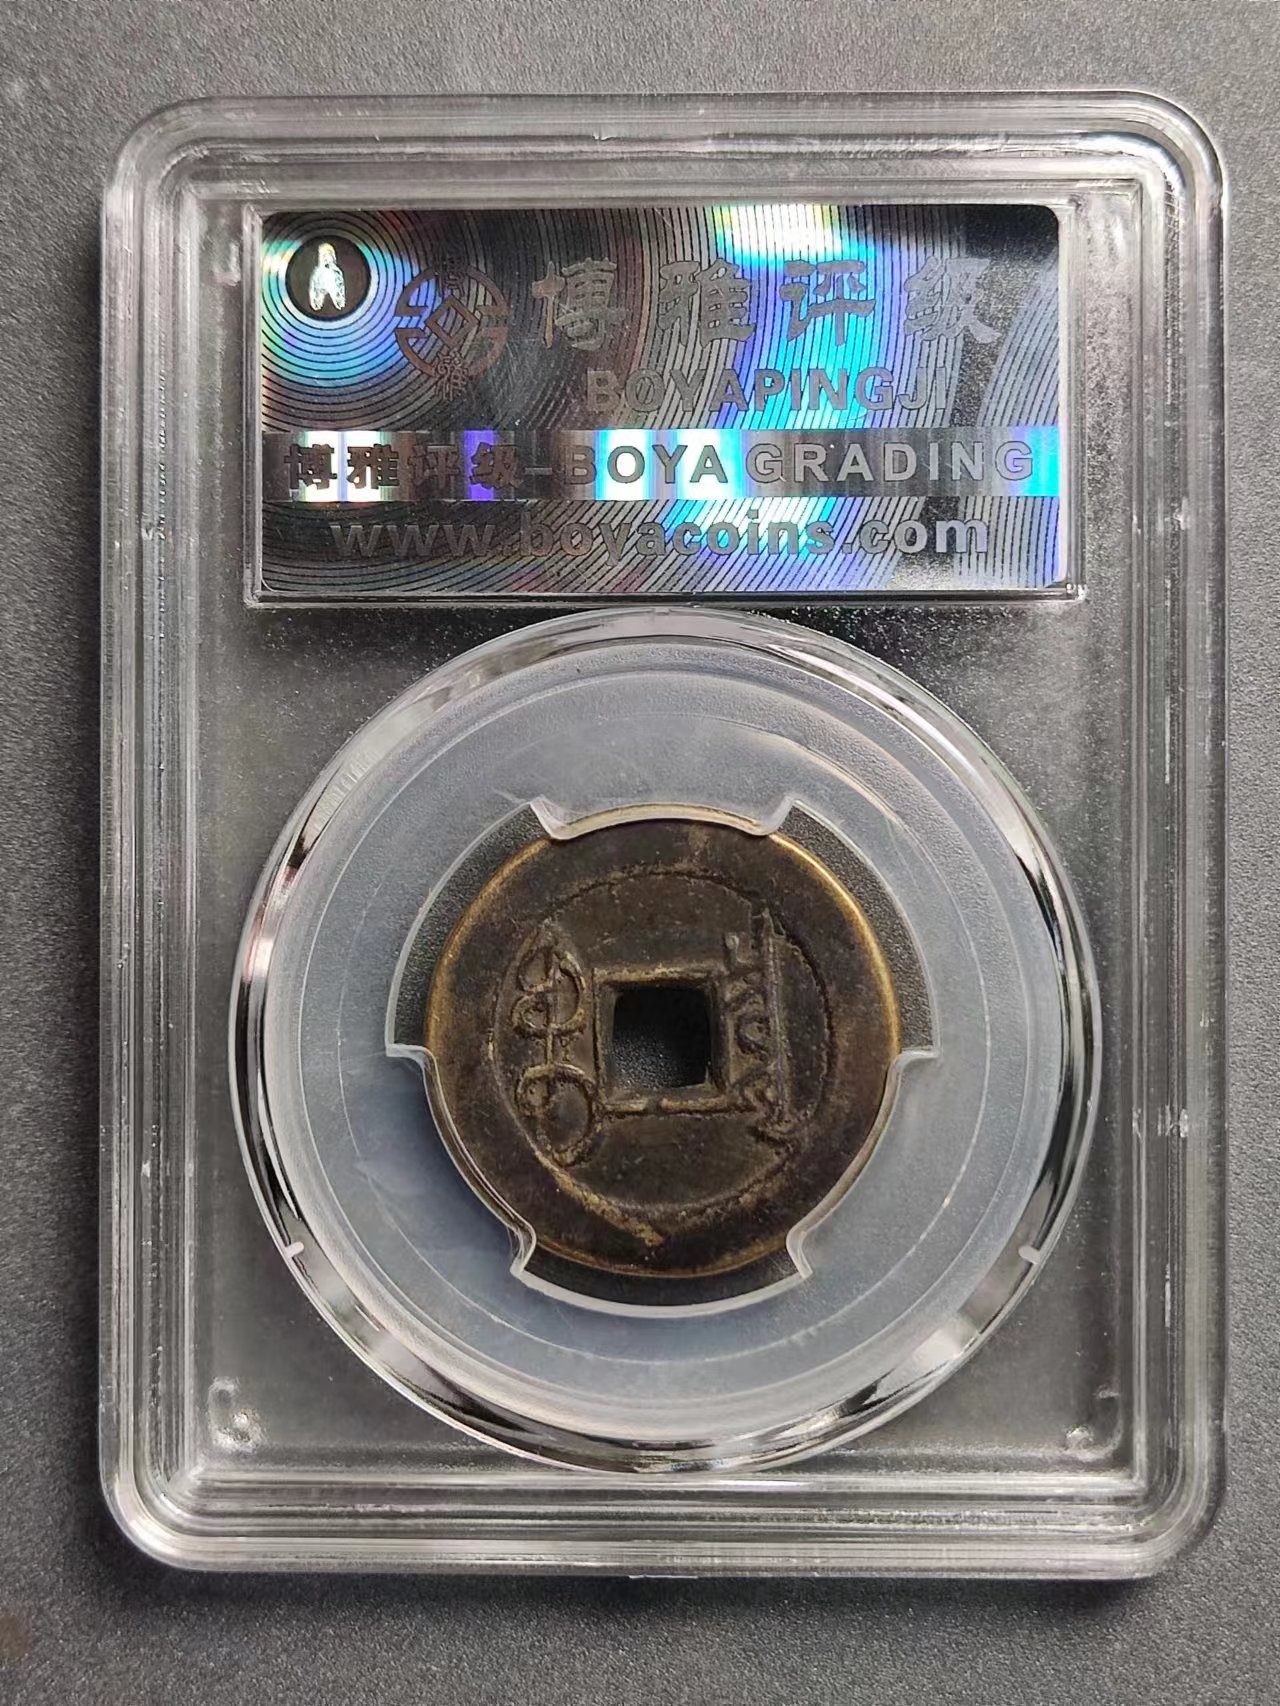 博雅评级
BOYAPINGJI
博雅评级-BOYA GRADING
www.boyacoins.com